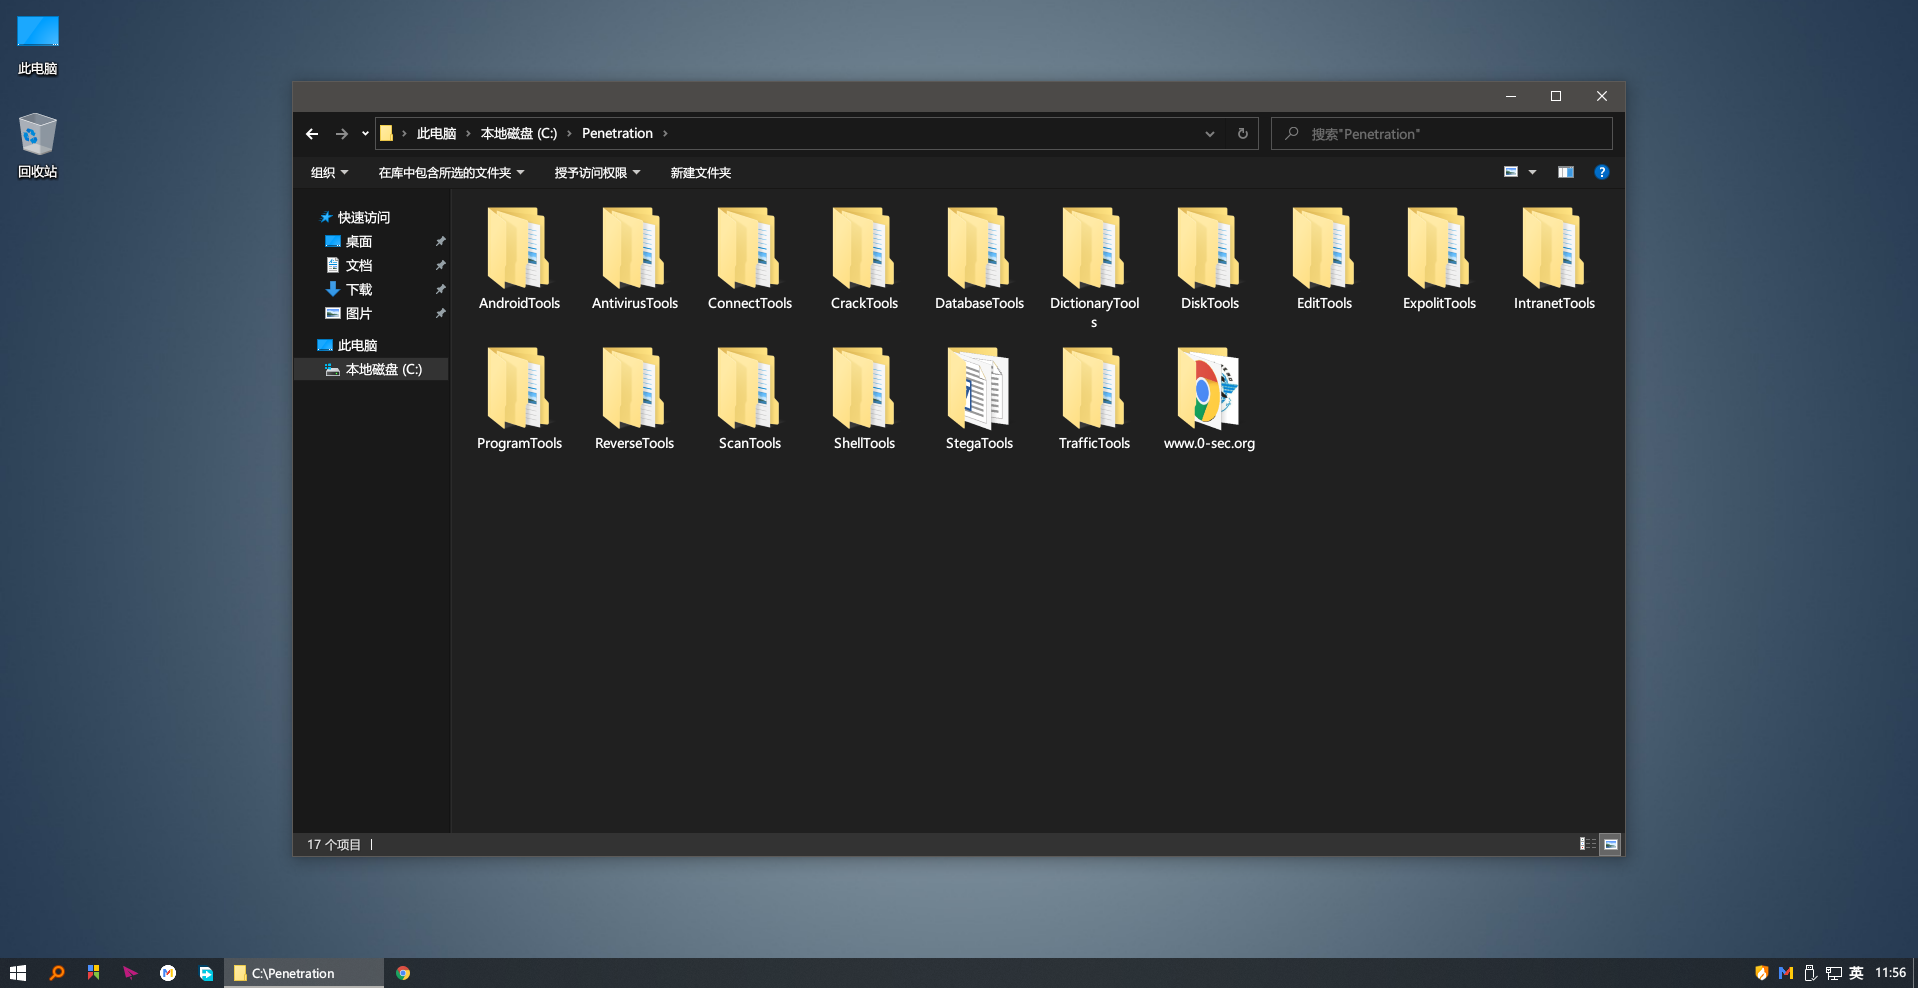 此电脑
回收站
此电脑 本地磁盘 (C:) Penetration
搜索"Penetration"
组织 在库中包含所选的文件夹 授予访问权限 新建文件夹
快速访问
桌面
文档
下载
图片
此电脑
本地磁盘 (C:)
AndroidTools AntivirusTools ConnectTools CrackTools DatabaseTools DictionaryTool DiskTools EditTools ExpolitTools IntranetTools
s
ProgramTools ReverseTools ScanTools ShellTools StegaTools TrafficTools www.0-sec.org
17 个项目
C:\Penetration
英 11:56